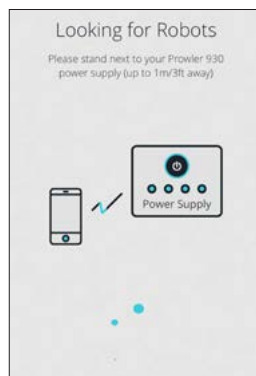 Looking for Robots
Please stand next to your Prowler 930
power supply (up to 1m/3ft away)
Power Supply